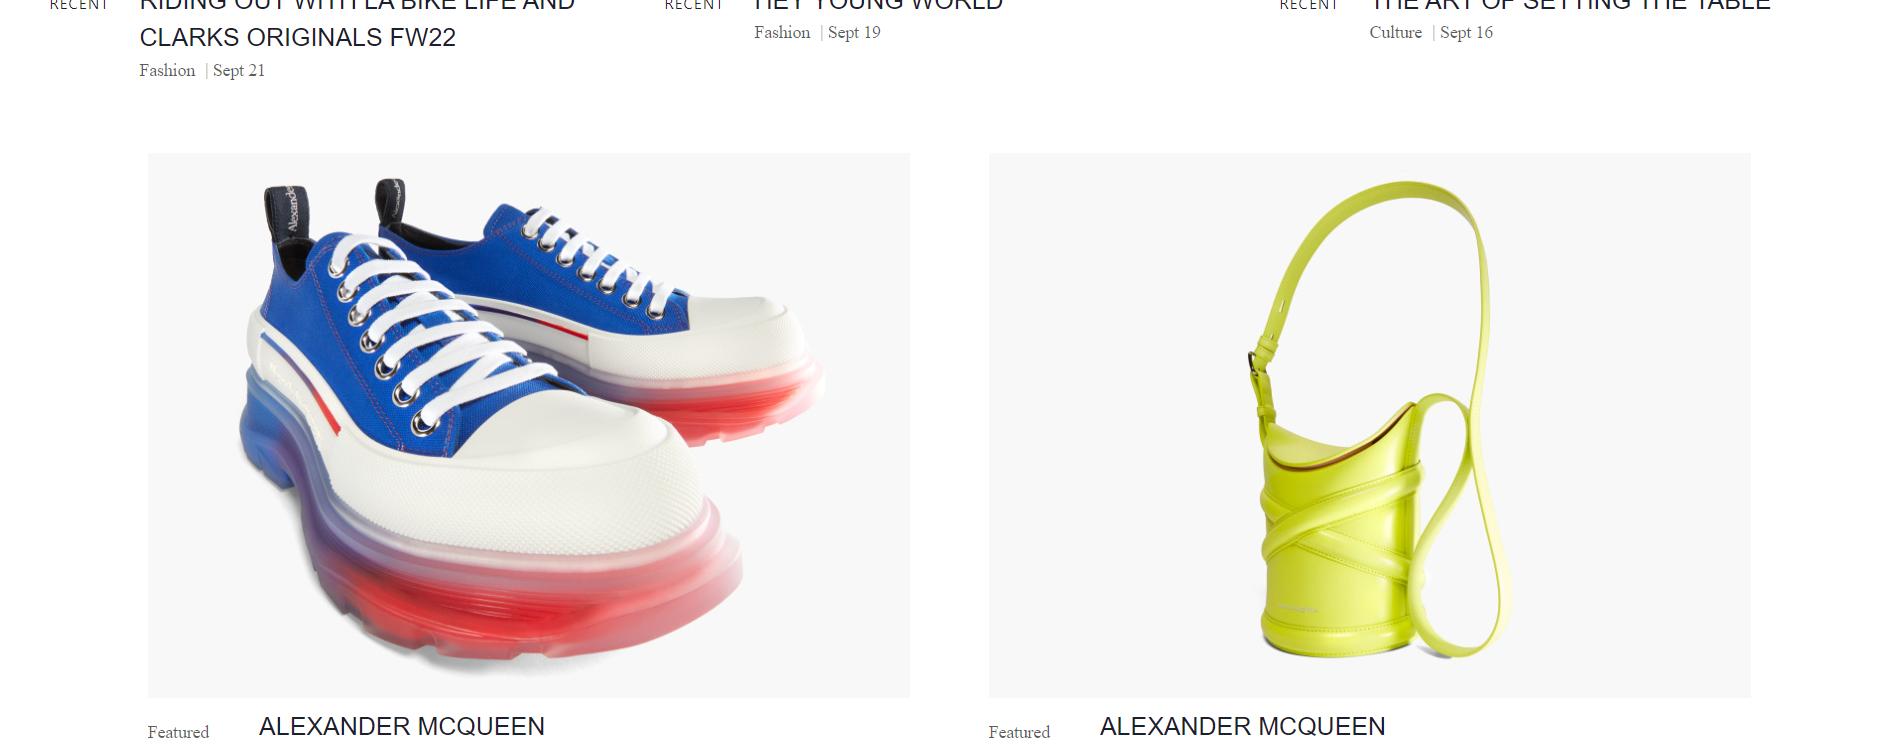 RECENT
RIDING OUT WITH LA BIKE LIFE AND
CLARKS ORIGINALS FW22
Fashion | Sept 21
RECENT
HEY YOUNG WORLD
Fashion | Sept 19
RECENT
THE ART OF SETTING THE TABLE
Culture | Sept 16
Alexande
Featured
ALEXANDER MCQUEEN
Featured
ALEXANDER MCQUEEN